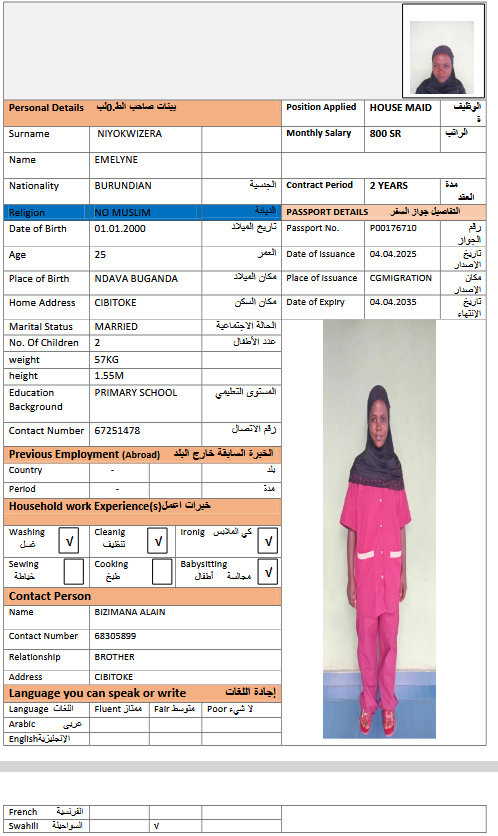 Personal Details بيينات صاحب الط.0لب
Position Applied HOUSE MAID الوظيف ة
Surname NIYOKWIZERA
Monthly Salary 800 SR الراتب
Name EMELYNE
Nationality BURUNDIAN الجنسية
Contract Period 2 YEARS مدة العقد
Religion NO MUSLIM الديانة
PASSPORT DETAILS التفاصيل جواز السفر
Date of Birth 01.01.2000 تاريخ الميلاد
Passport No. P00176710 رقم الجواز
Age 25 العمر
Date of Issuance 04.04.2025 تاريخ الإصدار
Place of Birth NDAVA BUGANDA مكان الميلاد
Place of Issuance CGMIGRATION مكان الإصدار
Home Address CIBITOKE مكان السكن
Date of Expiry 04.04.2035 تاريخ الإنتهاء
Marital Status MARRIED الحالة الاجتماعية
No. Of Children 2 عدد الأطفال
weight 57KG
height 1.55M
Education Background PRIMARY SCHOOL المستوى التعليمي
Contact Number 67251478 رقم الاتصال
Previous Employment (Abroad) الخبرة السابقة خارج البلد
Country - بلد
Period - مدة
Household work Experience(s) خبرات اعمل
Washing غسل √ Cleanig تنظيف √ Ironig كي الملابس √
Sewing خياطة Cooking طبخ Babysitting مجالسة أطفال √
Contact Person
Name BIZIMANA ALAIN
Contact Number 68305899
Relationship BROTHER
Address CIBITOKE
Language you can speak or write إجادة اللغات
Language اللغات Fluent ممتاز Fair متوسط Poor لا شيء
Arabic عربى
English الإنجليزية
French الفرنسية
Swahili السواحيلة √